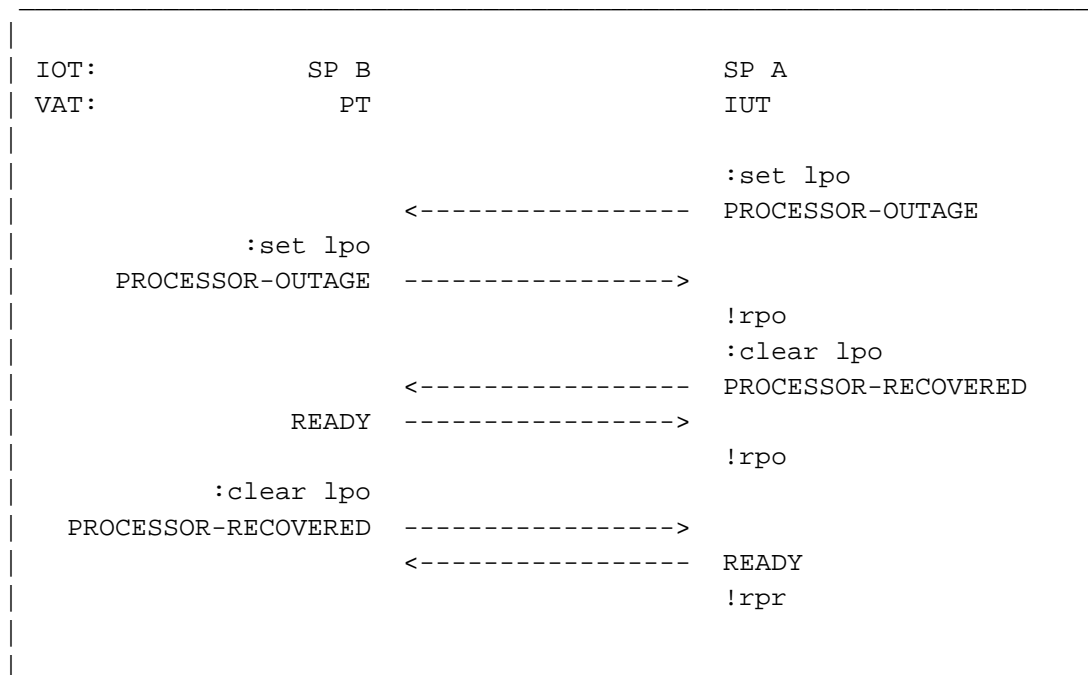 IOT: SP B SP A
VAT: PT IUT
:set lpo
<----------------- PROCESSOR-OUTAGE
:set lpo
PROCESSOR-OUTAGE ----------------->
!rpo
:clear lpo
<----------------- PROCESSOR-RECOVERED
READY ----------------->
!rpo
:clear lpo
PROCESSOR-RECOVERED ----------------->
<----------------- READY
!rpr